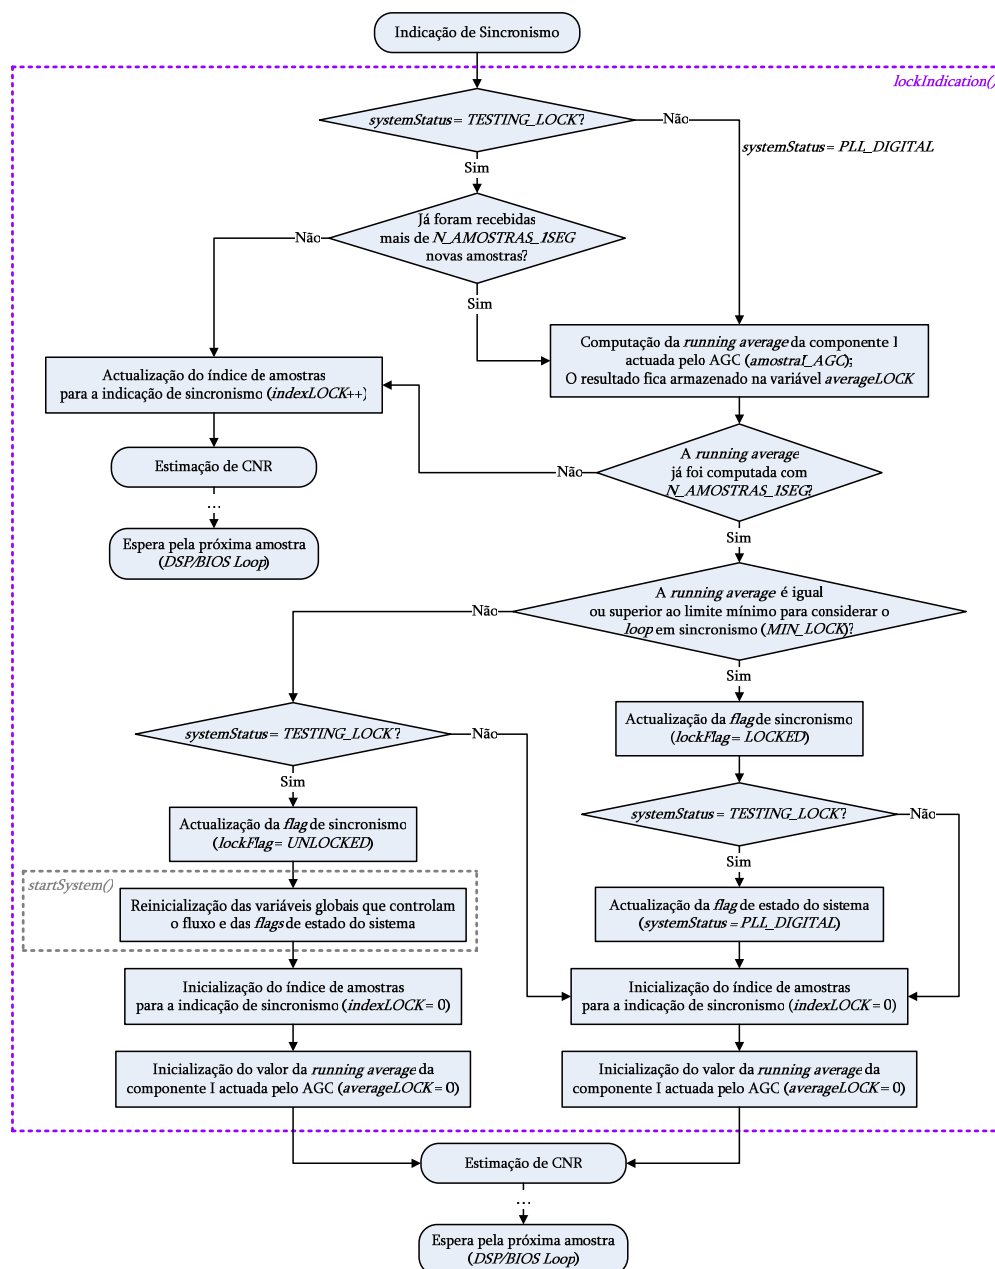 Indicação de Sincronismo
lockIndication()
systemStatus = TESTING_LOCK?
Não
systemStatus = PLL_DIGITAL
Sim
Já foram recebidas
mais de N_AMOSTRAS_1SEG
novas amostras?
Não
Sim
Computação da running average da componente I
actuada pelo AGC (amostraI_AGC);
O resultado fica armazenado na variável averageLOCK
Actualização do índice de amostras
para a indicação de sincronismo (indexLOCK++)
A running average
já foi computada com
N_AMOSTRAS_1SEG?
Não
Estimação de CNR
...
Espera pela próxima amostra
(DSP/BIOS Loop)
Sim
A running average é igual
ou superior ao limite mínimo para considerar o
loop em sincronismo (MIN_LOCK)?
Não
Sim
Actualização da flag de sincronismo
(lockFlag = LOCKED)
systemStatus = TESTING_LOCK?
Não
Sim
systemStatus = TESTING_LOCK?
Não
Sim
Actualização da flag de sincronismo
(lockFlag = UNLOCKED)
startSystem()
Reinicialização das variáveis globais que controlam
o fluxo e das flags de estado do sistema
Actualização da flag de estado do sistema
(systemStatus = PLL_DIGITAL)
Inicialização do índice de amostras
para a indicação de sincronismo (indexLOCK = 0)
Inicialização do índice de amostras
para a indicação de sincronismo (indexLOCK = 0)
Inicialização do valor da running average da
componente I actuada pelo AGC (averageLOCK = 0)
Inicialização do valor da running average da
componente I actuada pelo AGC (averageLOCK = 0)
Estimação de CNR
...
Espera pela próxima amostra
(DSP/BIOS Loop)